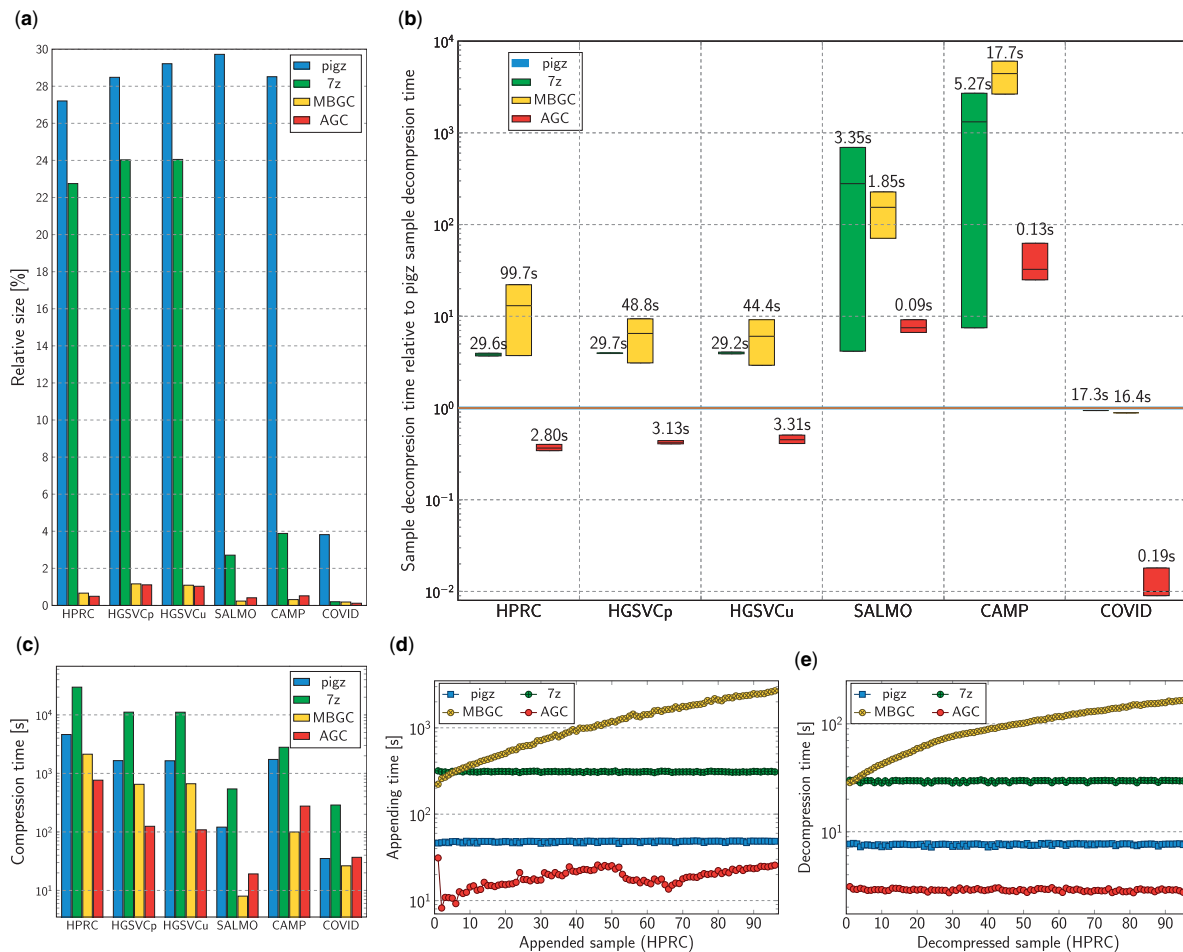 (a)
30
28
26
24
22
20
18
16
14
12
10
8
6
4
2
0
Relative size [%]
pigz
7z
MBGC
AGC
HPRC
HGSVCp
HGSVCu
SALMO
CAMP
COVID
(b)
10^4
10^3
10^2
10^1
10^0
10^−1
10^−2
Sample decompresion time relative to pigz sample decompresion time
pigz
7z
MBGC
AGC
29.6s
99.7s
2.80s
29.7s
48.8s
3.13s
29.2s
44.4s
3.31s
3.35s
1.85s
0.09s
5.27s
17.7s
0.13s
17.3s
16.4s
0.19s
HPRC
HGSVCp
HGSVCu
SALMO
CAMP
COVID
(c)
10^4
10^3
10^2
10^1
Compression time [s]
pigz
7z
MBGC
AGC
HPRC
HGSVCp
HGSVCu
SALMO
CAMP
COVID
(d)
pigz
7z
MBGC
AGC
10^3
10^2
10^1
Appending time [s]
0 10 20 30 40 50 60 70 80 90
Appended sample (HPRC)
(e)
pigz
7z
MBGC
AGC
10^2
10^1
Decompression time [s]
0 10 20 30 40 50 60 70 80 90
Decompressed sample (HPRC)